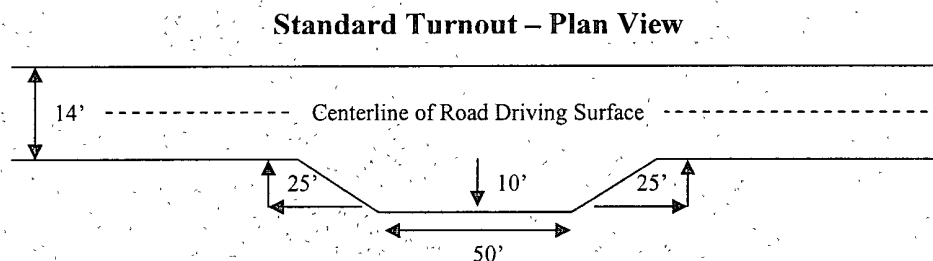 Standard Turnout – Plan View
14’
Centerline of Road Driving Surface
25’
10’
25’
50’